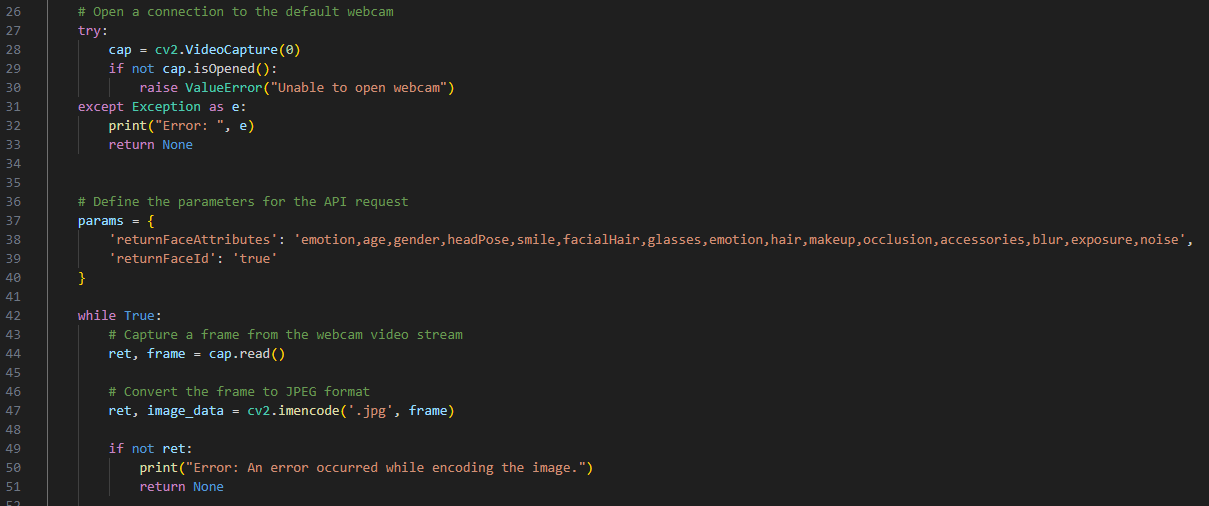 26 # Open a connection to the default webcam
27 try:
28 cap = cv2.VideoCapture(0)
29 if not cap.isOpened():
30 raise ValueError("Unable to open webcam")
31 except Exception as e:
32 print("Error: ", e)
33 return None
34
35
36 # Define the parameters for the API request
37 params = {
38 'returnFaceAttributes': 'emotion,age,gender,headPose,smile,facialHair,glasses,emotion,hair,makeup,occlusion,accessories,blur,exposure,noise',
39 'returnFaceId': 'true'
40 }
41
42 while True:
43 # Capture a frame from the webcam video stream
44 ret, frame = cap.read()
45
46 # Convert the frame to JPEG format
47 ret, image_data = cv2.imencode('.jpg', frame)
48
49 if not ret:
50 print("Error: An error occurred while encoding the image.")
51 return None
52